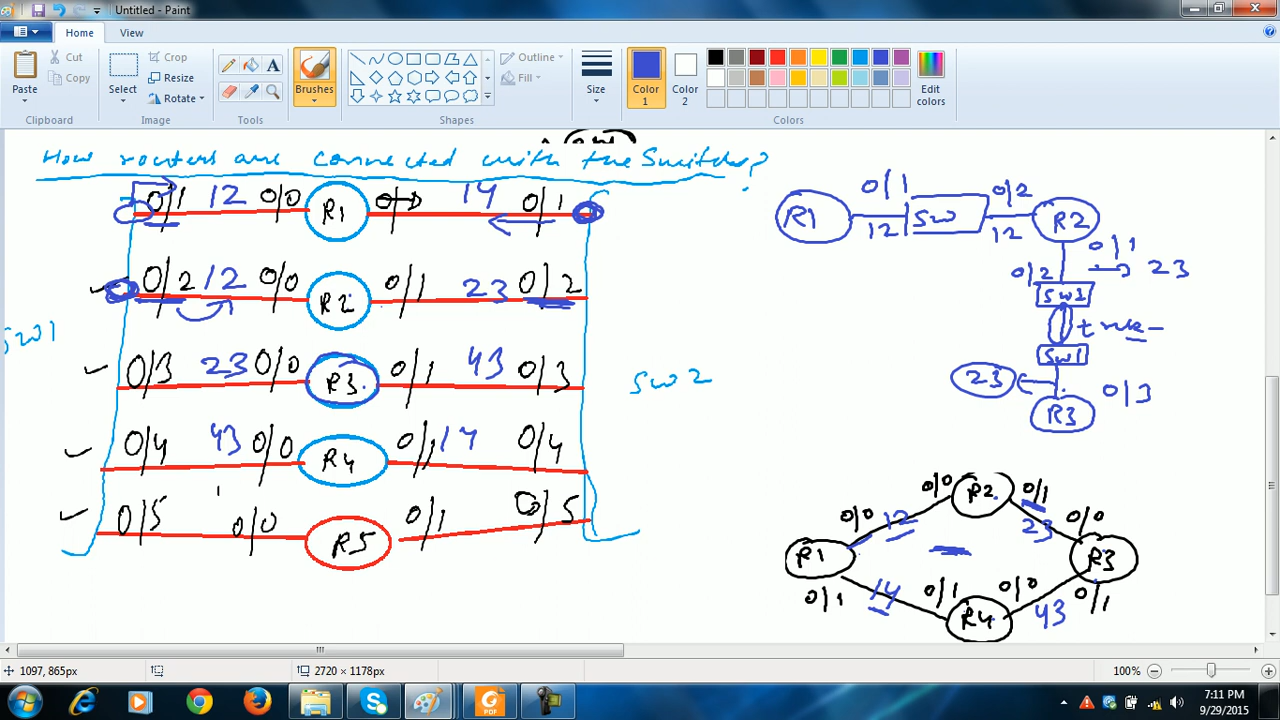 Untitled - Paint
Home
View
Paste
Cut
Copy
Clipboard
Select
Crop
Resize
Rotate
Image
Tools
Brushes
Outline
Fill
Shapes
Size
Color 1
Color 2
Edit colors
Colors
How routers are connected with the Switch?
0/1 12 0/0 R1 0/ 14 0/1
0/2 12 0/0 R2 0/1 23 0/2
SW1
0/3 23 0/0 R3 0/1 43 0/3
SW2
0/4 43 0/0 R4 0/1 14 0/4
0/5 0/0 R5 0/1 0/5
0/1 0/2
R1 SW R2
12 12
0/1
0/2 23
SW2
SW1
23 0/3
R3
0/0 R2 0/1
0/0 12 23 0/0
R1 R3
0/1 14 0/1 0/0 0/1
R4 43
1097, 865px
2720 × 1178px
100%
PDF
7:11 PM
9/29/2015